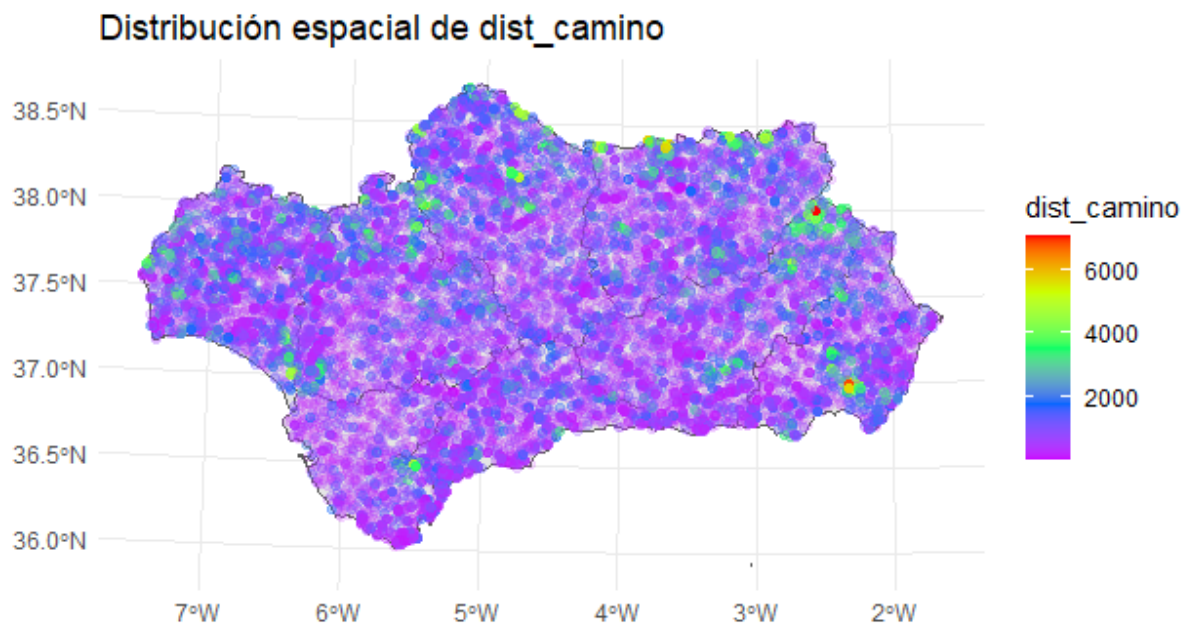 Distribución espacial de dist_camino
38.5°N
38.0°N
37.5°N
37.0°N
36.5°N
36.0°N
7°W
6°W
5°W
4°W
3°W
2°W
dist_camino
6000
4000
2000